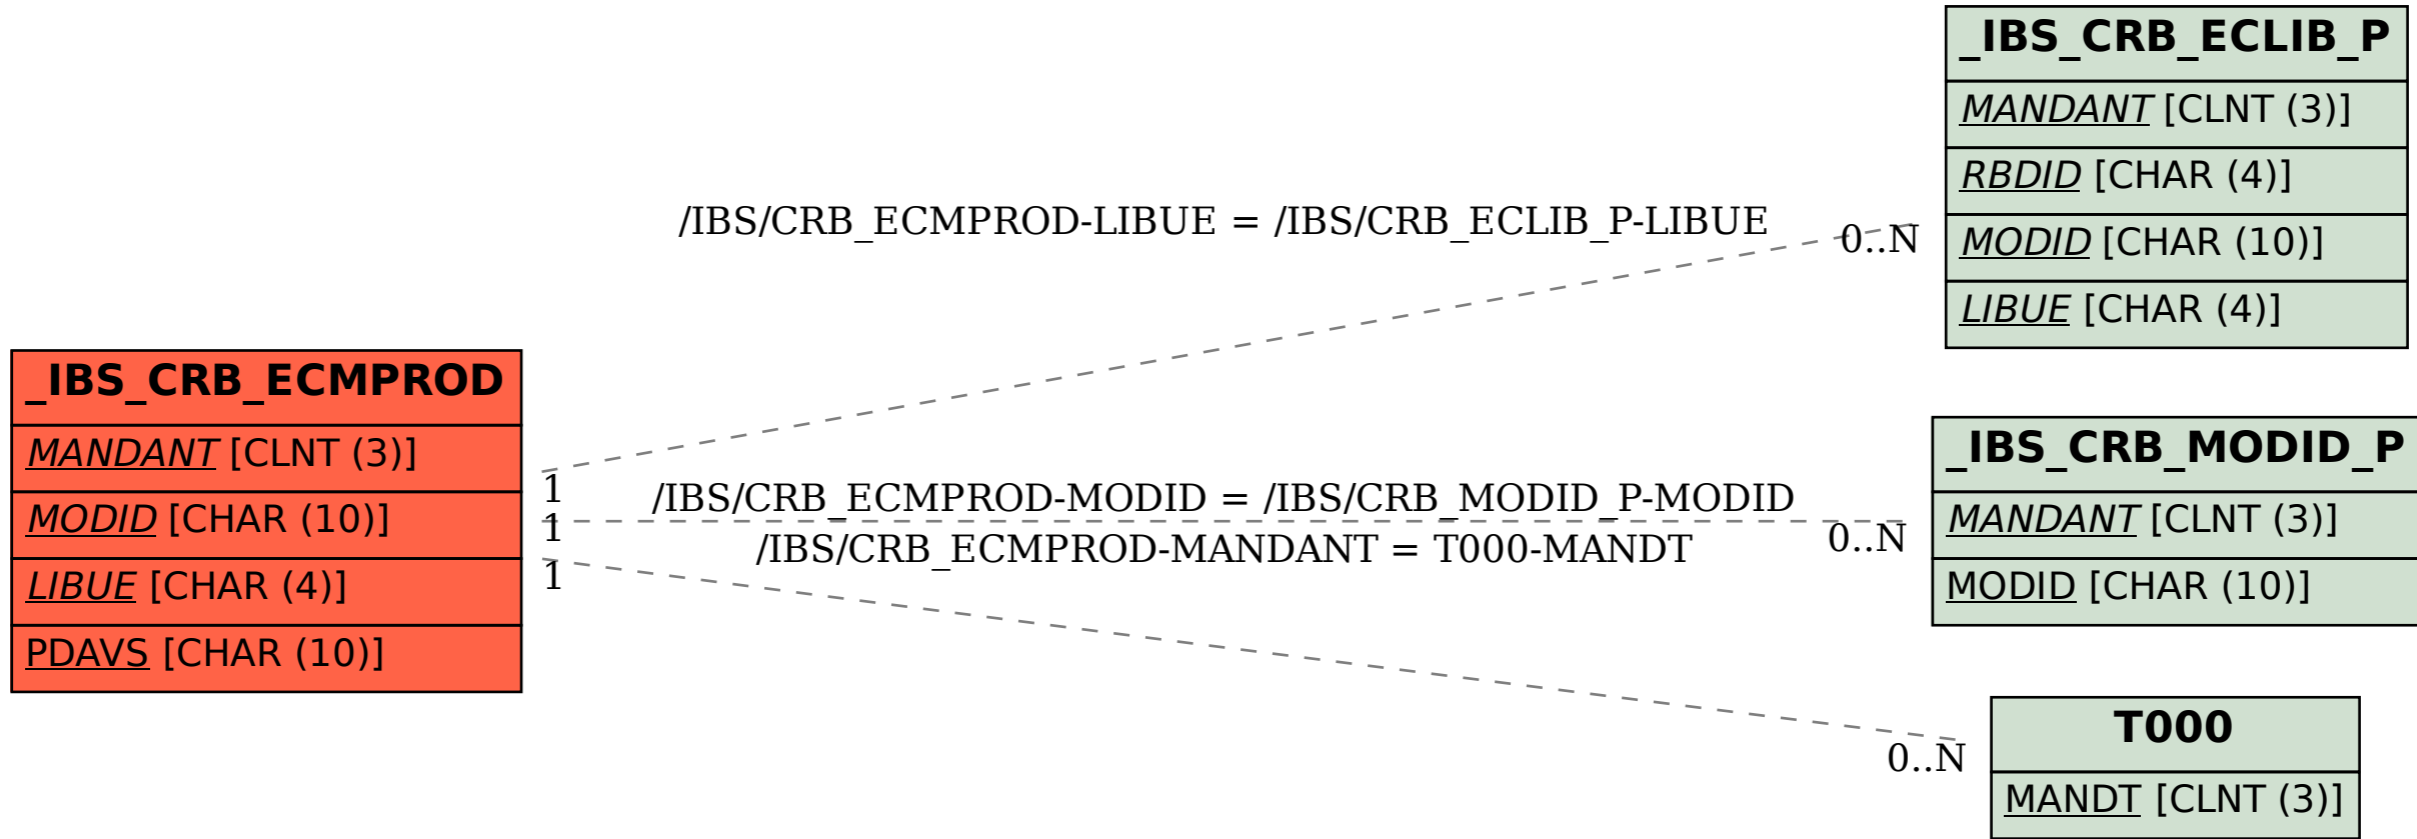 _IBS_CRB_ECLIB_P
MANDANT [CLNT (3)]
RBDID [CHAR (4)]
MODID [CHAR (10)]
LIBUE [CHAR (4)]
/IBS/CRB_ECMPROD-LIBUE = /IBS/CRB_ECLIB_P-LIBUE
0..N
_IBS_CRB_ECMPROD
MANDANT [CLNT (3)]
MODID [CHAR (10)]
LIBUE [CHAR (4)]
PDAVS [CHAR (10)]
1
1
1
/IBS/CRB_ECMPROD-MODID = /IBS/CRB_MODID_P-MODID
0..N
/IBS/CRB_ECMPROD-MANDANT = T000-MANDT
_IBS_CRB_MODID_P
MANDANT [CLNT (3)]
MODID [CHAR (10)]
0..N
T000
MANDT [CLNT (3)]